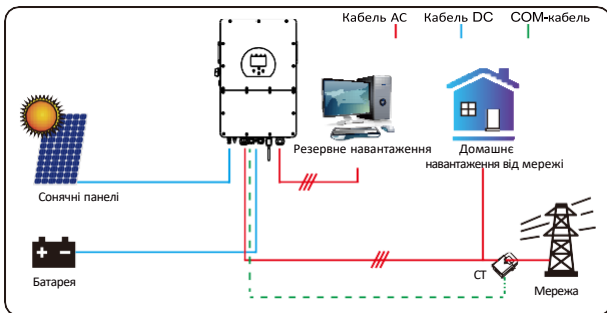 Кабель AC Кабель DC COM-кабель
Резервне навантаження
Домашнє
навантаження від мережі
Сонячні панелі
Батарея
CT
Мережа